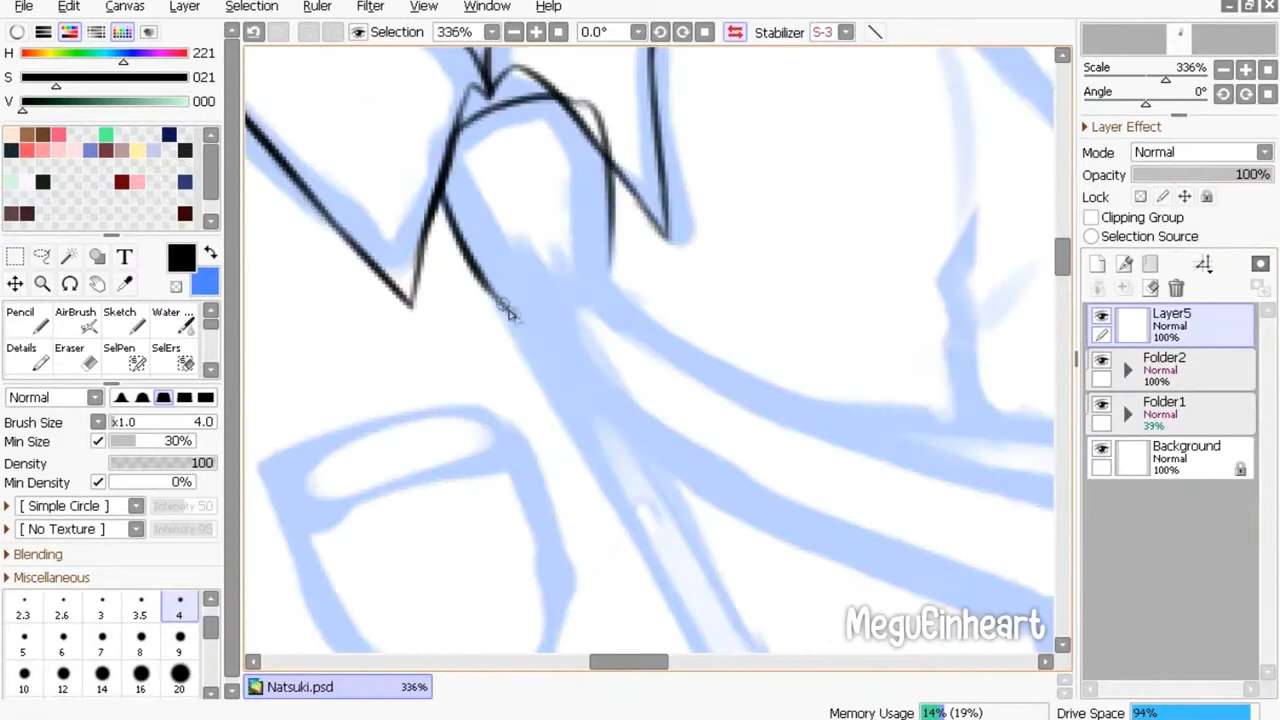 File Edit Canvas Layer Selection Ruler Filter View Window Help
Selection 336% 0.0° Stabilizer S-3
H 221
S 021
V 000
T
Pencil AirBrush Sketch Water ...
Details Eraser SelPen SelErs
Normal
Brush Size x1.0 4.0
Min Size 30%
Density 100
Min Density 0%
[ Simple Circle ] Intensity 50
[ No Texture ] Intensity 95
Blending
Miscellaneous
2.3 2.6 3 3.5 4
5 6 7 8 9
10 12 14 16 20
MeguEinheart
Natsuki.psd 336%
Scale 336%
Angle 0°
Layer Effect
Mode Normal
Opacity 100%
Lock
Clipping Group
Selection Source
Layer5
Normal
100%
Folder2
Normal
100%
Folder1
Normal
39%
Background
Normal
100%
Memory Usage 14% (19%) Drive Space 94%